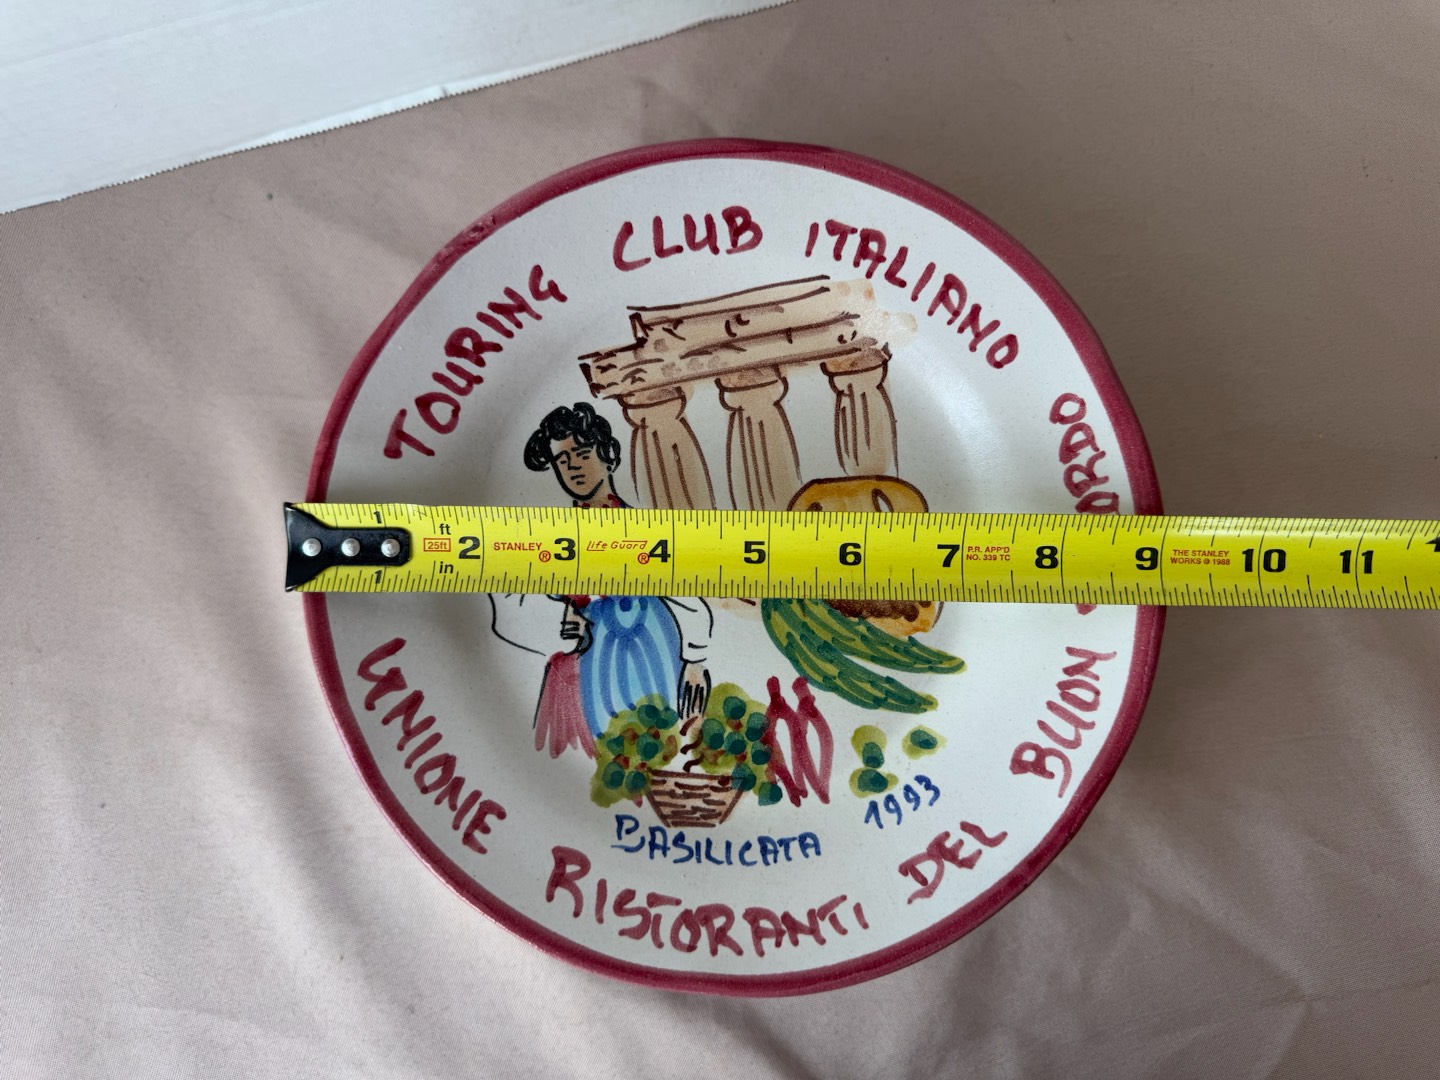 TOURING CLUB ITALIANO
1 ft 25ft in 2 STANLEY® 3 Life Guard® 4 5 6 7 P.R. APP'D NO. 339 TC 8 9 THE STANLEY WORKS © 1988 10 11
1
BASILICATA
1993
UNIONE RISTORANTI DEL BUON